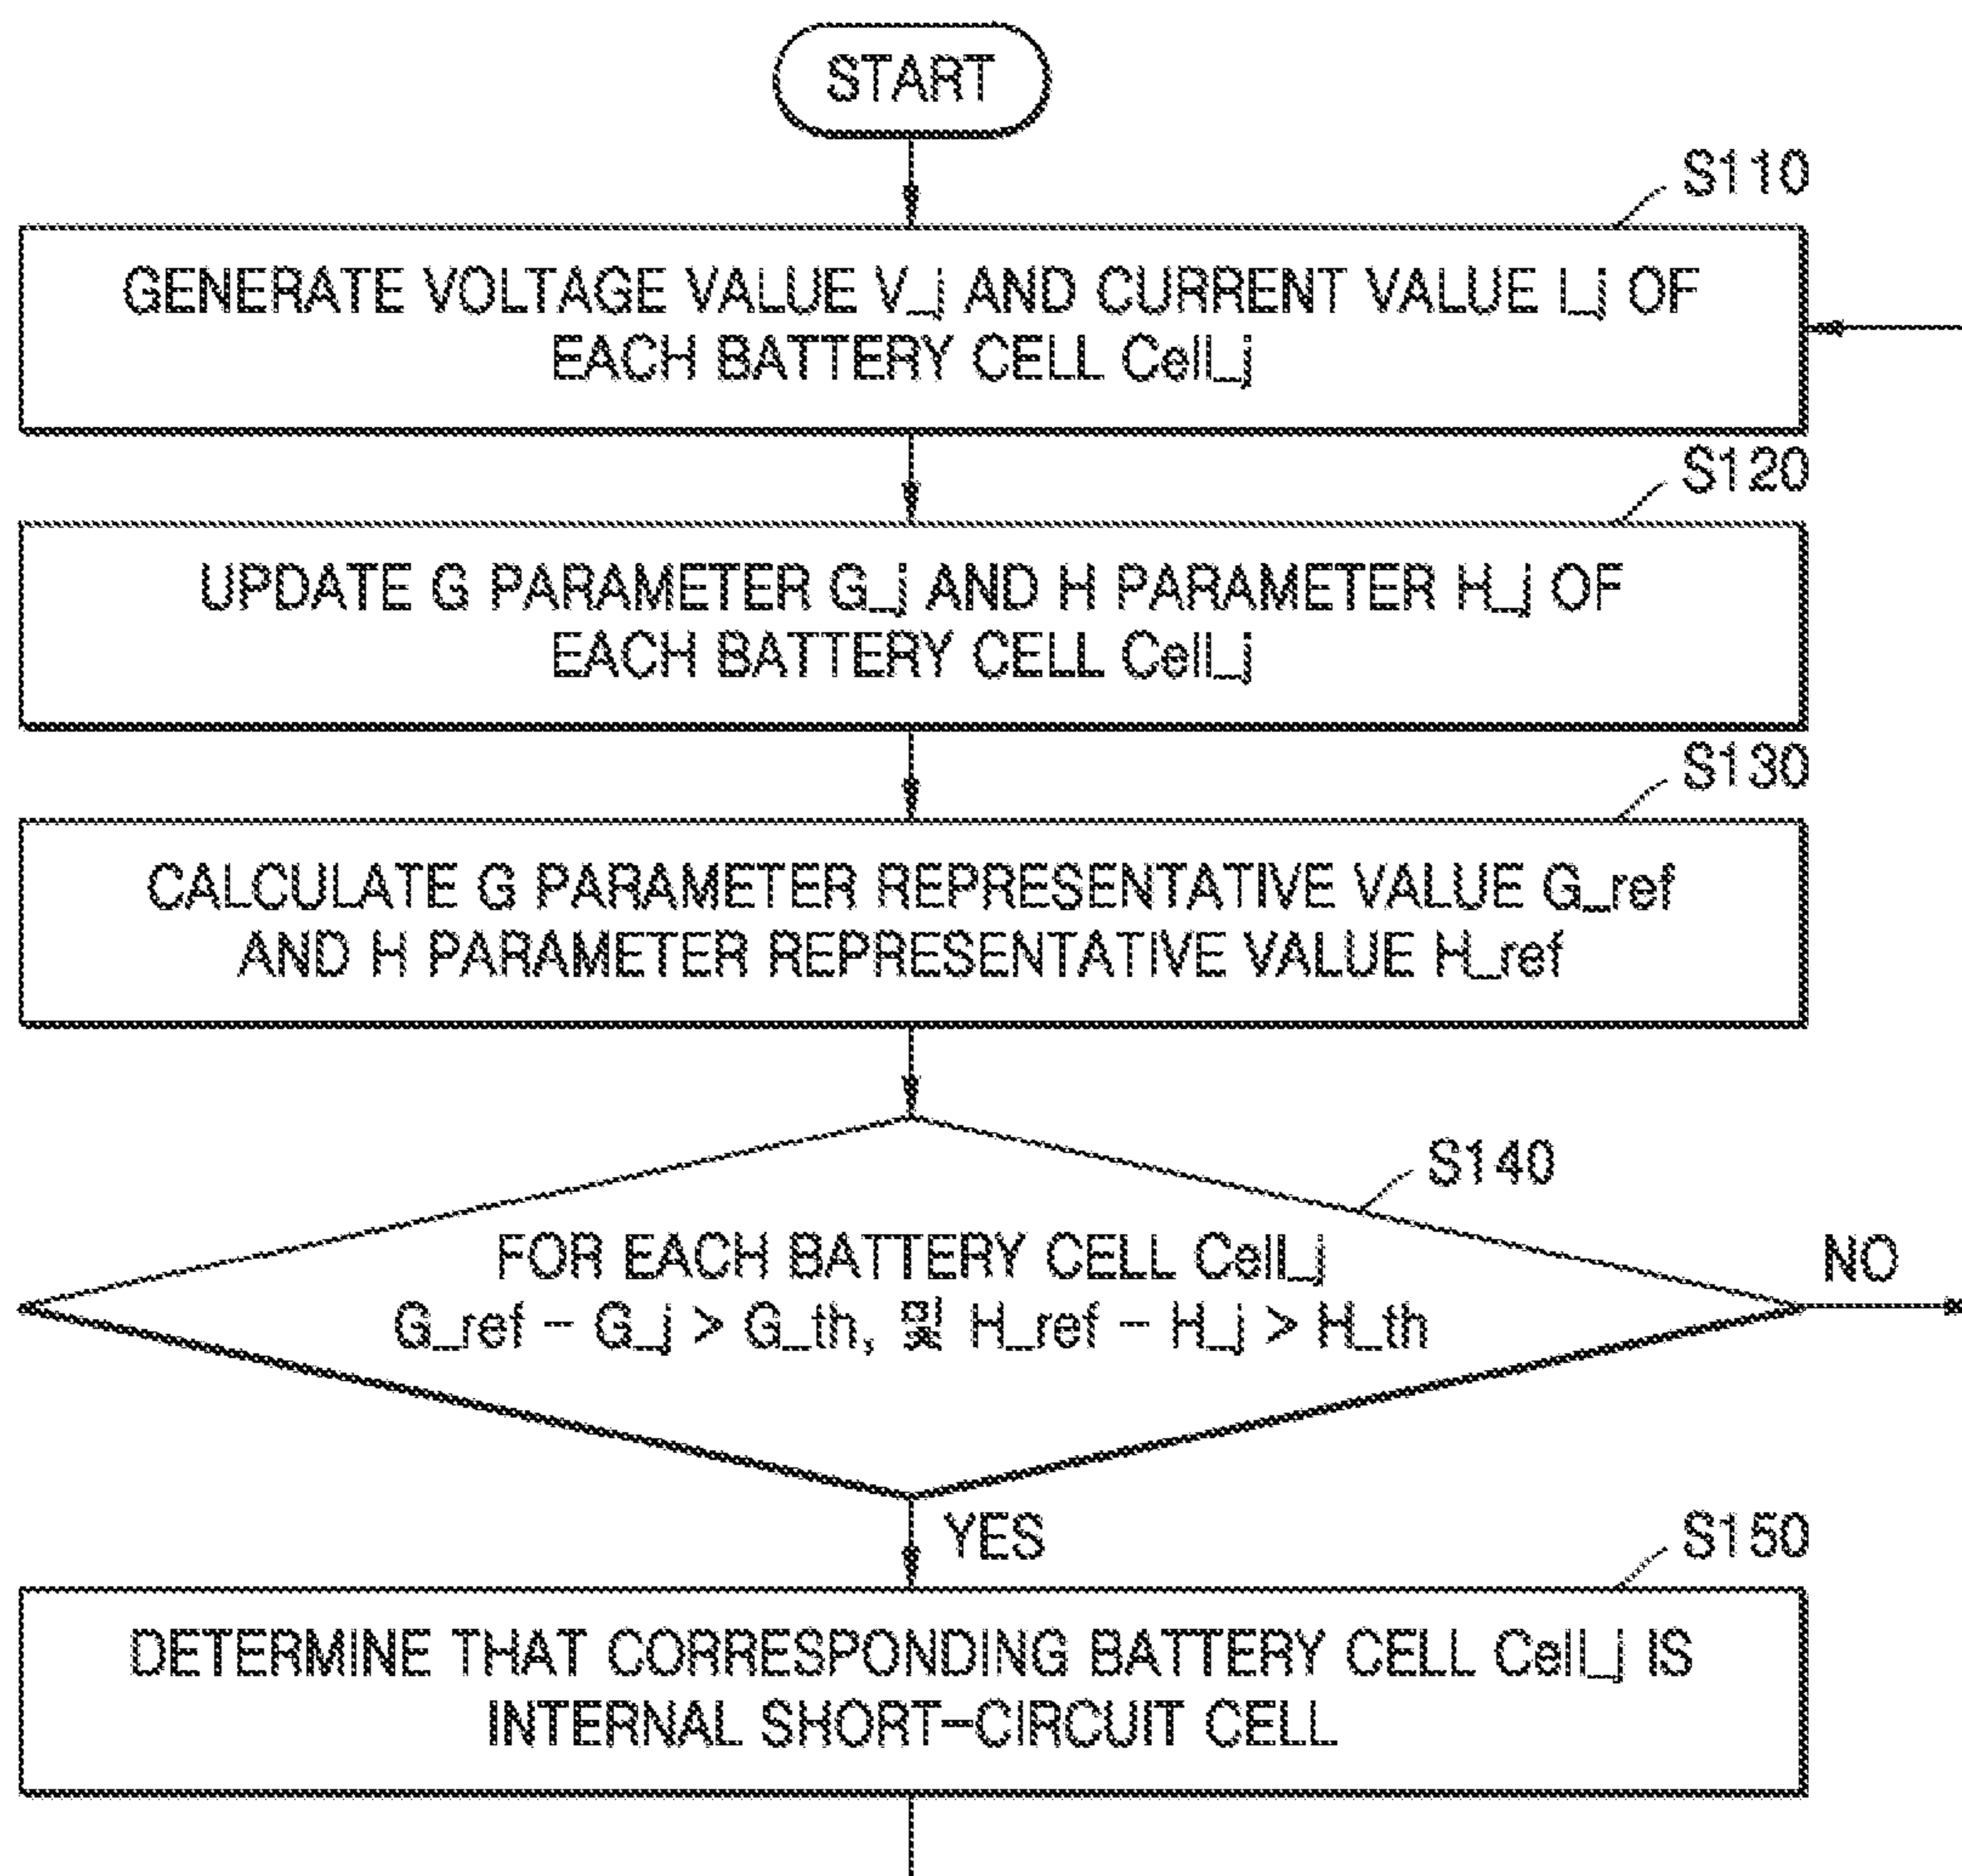 START
S110
GENERATE VOLTAGE VALUE V_j AND CURRENT VALUE I_j OF
EACH BATTERY CELL Cell_j
S120
UPDATE G PARAMETER G_j AND H PARAMETER H_j OF
EACH BATTERY CELL Cell_j
S130
CALCULATE G PARAMETER REPRESENTATIVE VALUE G_ref
AND H PARAMETER REPRESENTATIVE VALUE H_ref
S140
FOR EACH BATTERY CELL Cell_j
G_ref - G_j > G_th, 및 H_ref - H_j > H_th
NO
YES
S150
DETERMINE THAT CORRESPONDING BATTERY CELL Cell_j IS
INTERNAL SHORT-CIRCUIT CELL